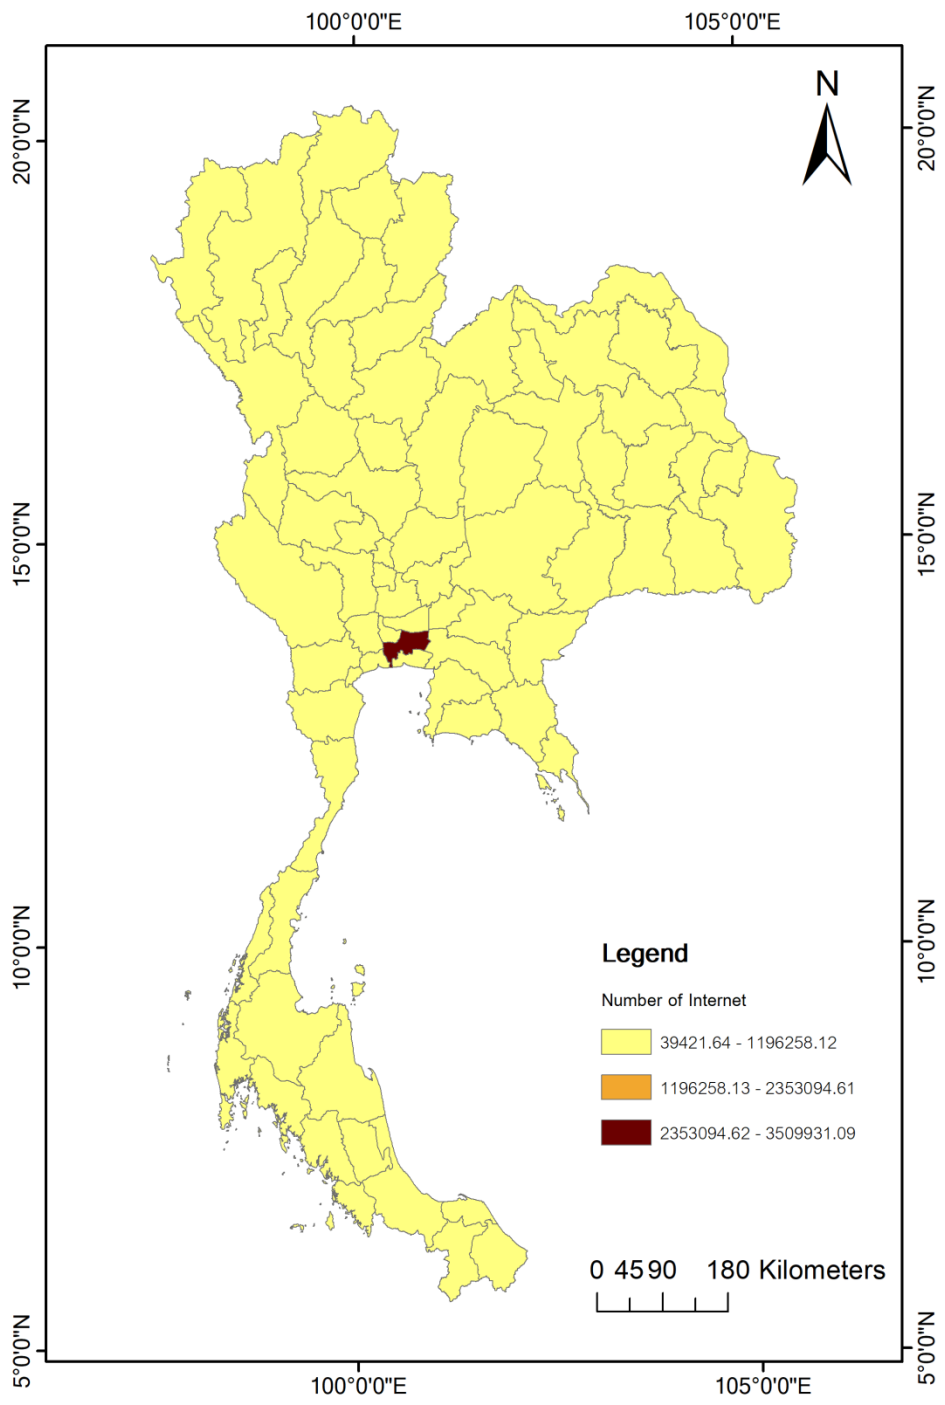 100°0'0"E 105°0'0"E
N
20°0'0"N 20°0'0"N
15°0'0"N 15°0'0"N
10°0'0"N 10°0'0"N
Legend
Number of Internet
39421.64 - 1196258.12
1196258.13 - 2353094.61
2353094.62 - 3509931.09
0 45 90 180 Kilometers
5°0'0"N 5°0'0"N
100°0'0"E 105°0'0"E